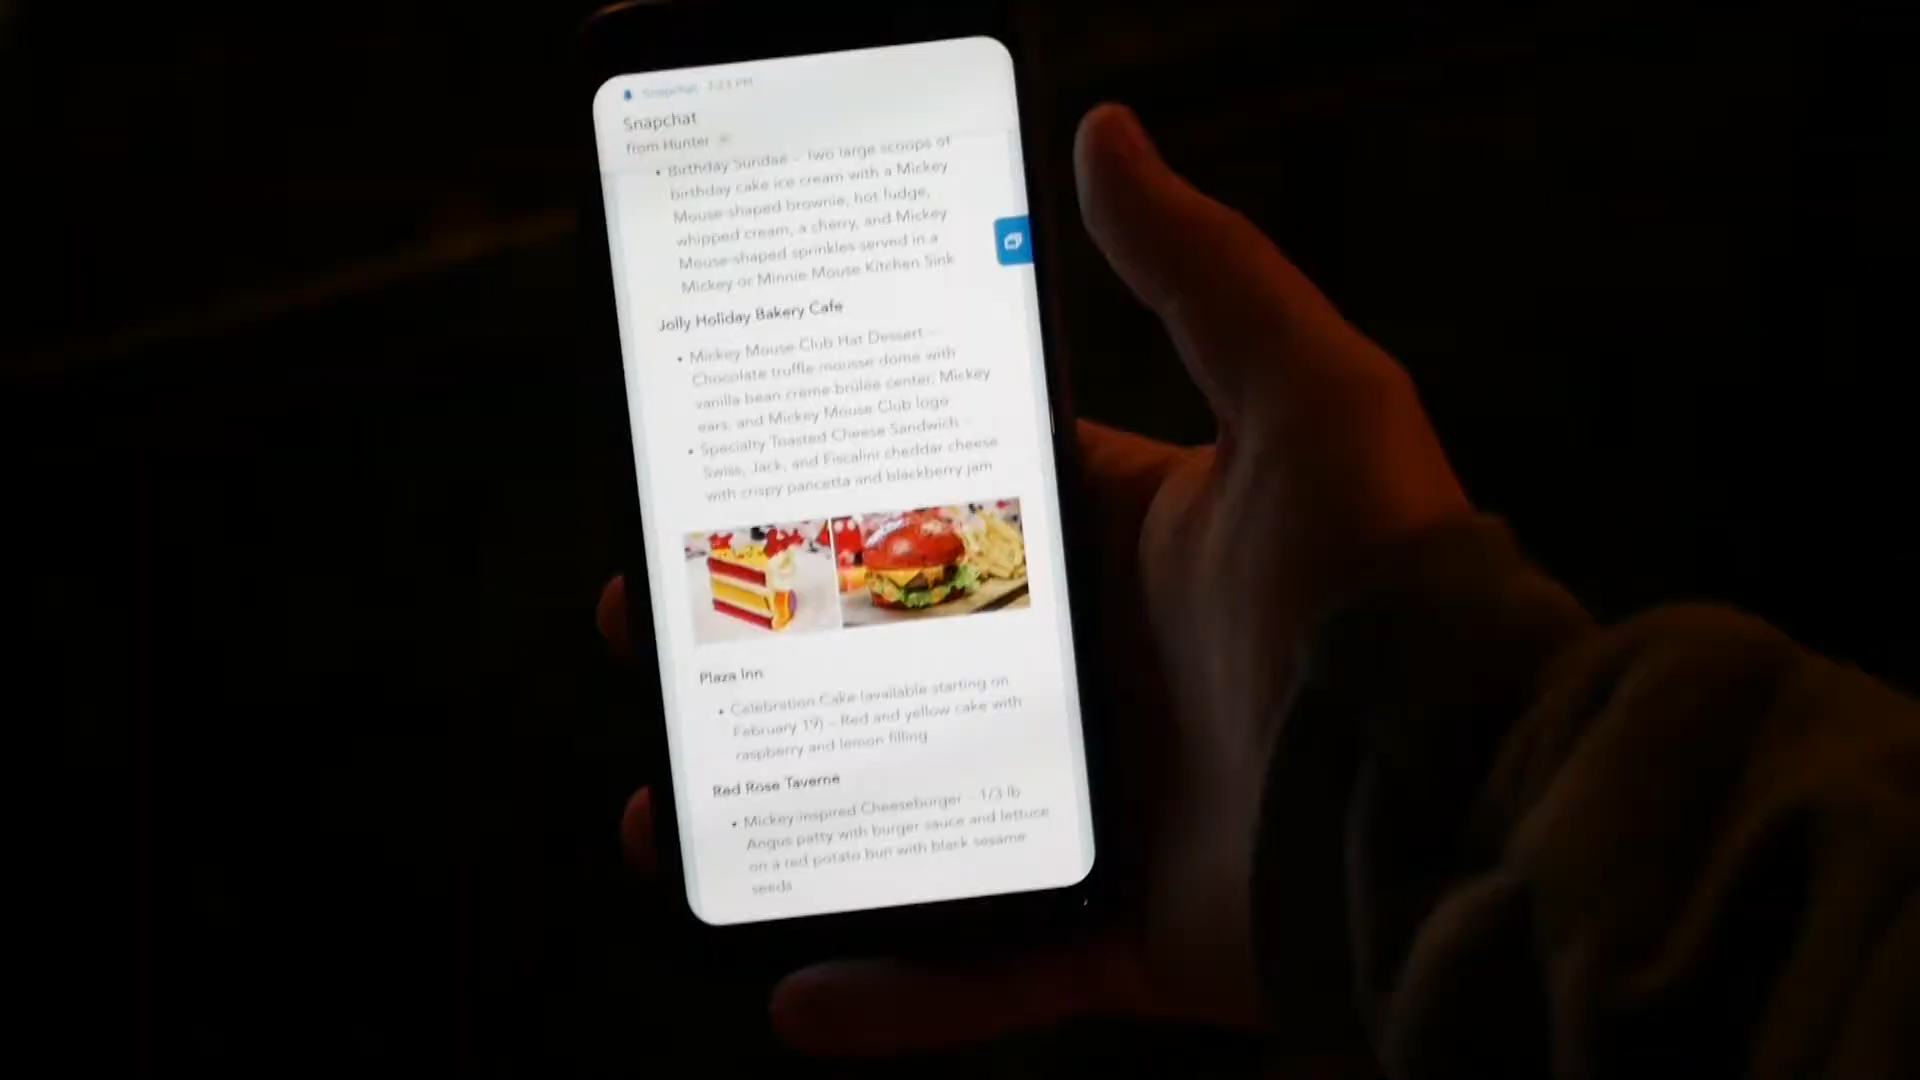 Snapchat 7:23 PM
Snapchat
from Hunter
• Birthday Sundae – Two large scoops of
birthday cake ice cream with a Mickey
Mouse-shaped brownie, hot fudge,
whipped cream, a cherry, and Mickey
Mouse-shaped sprinkles served in a
Mickey or Minnie Mouse Kitchen Sink
Jolly Holiday Bakery Cafe
• Mickey Mouse Club Hat Dessert –
Chocolate truffle mousse dome with
vanilla bean crème brûlée center, Mickey
ears, and Mickey Mouse Club logo
• Specialty Toasted Cheese Sandwich –
Swiss, Jack, and Fiscalini cheddar cheese
with crispy pancetta and blackberry jam
Plaza Inn
• Celebration Cake (available starting on
February 19) – Red and yellow cake with
raspberry and lemon filling
Red Rose Taverne
• Mickey-inspired Cheeseburger – 1/3 lb
Angus patty with burger sauce and lettuce
on a red potato bun with black sesame
seeds